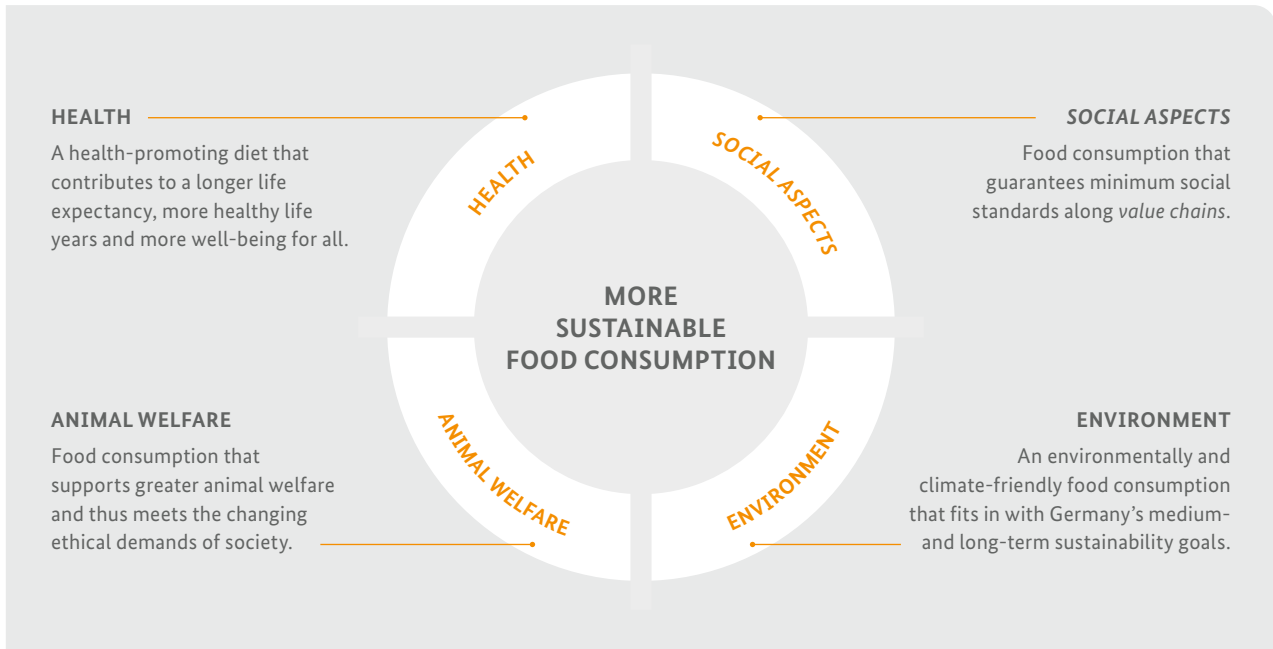 HEALTH
A health-promoting diet that
contributes to a longer life
expectancy, more healthy life
years and more well-being for all.
SOCIAL ASPECTS
Food consumption that
guarantees minimum social
standards along value chains.
HEALTH
SOCIAL ASPECTS
MORE
SUSTAINABLE
FOOD CONSUMPTION
ANIMAL WELFARE
ENVIRONMENT
ANIMAL WELFARE
Food consumption that
supports greater animal welfare
and thus meets the changing
ethical demands of society.
ENVIRONMENT
An environmentally and
climate-friendly food consumption
that fits in with Germany’s medium-
and long-term sustainability goals.